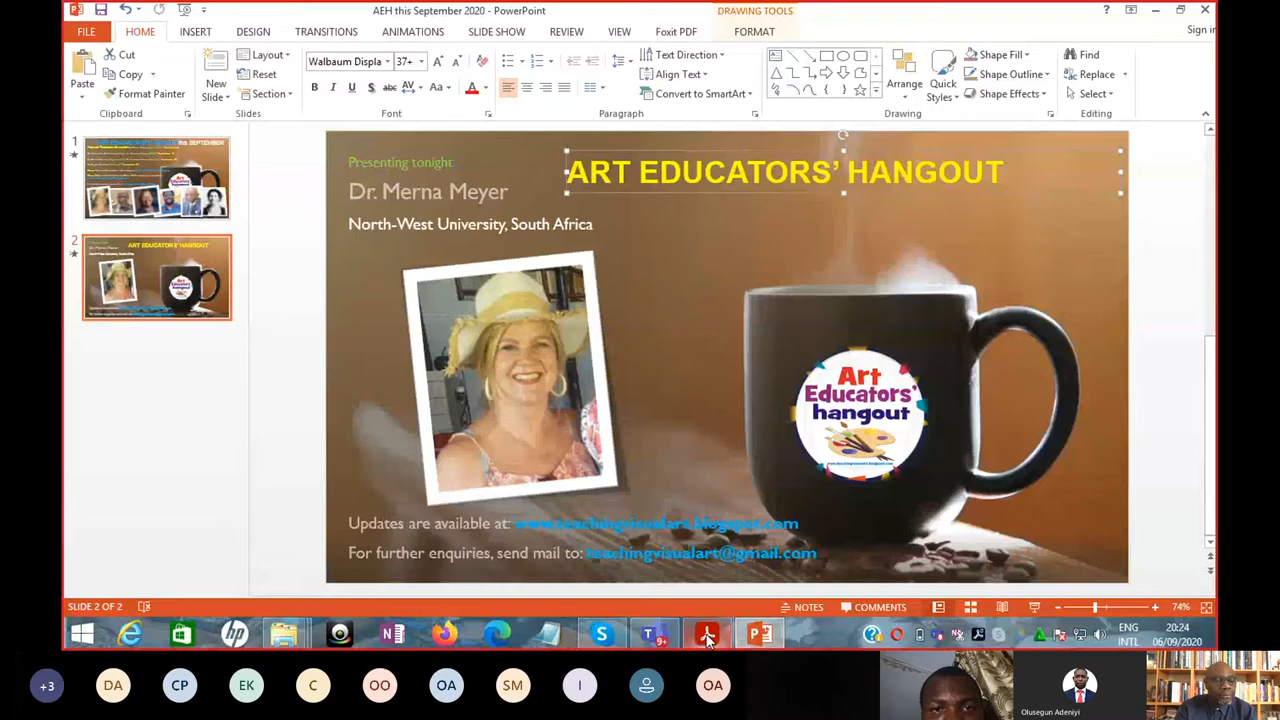 AEH this September 2020 - PowerPoint
DRAWING TOOLS
FILE HOME INSERT DESIGN TRANSITIONS ANIMATIONS SLIDE SHOW REVIEW VIEW Foxit PDF FORMAT Sign in
Paste
Cut
Copy
Format Painter
Clipboard
New Slide
Layout
Reset
Section
Slides
Walbaum Displa 37+
Font
Text Direction
Align Text
Convert to SmartArt
Paragraph
Arrange
Quick Styles
Shape Fill
Shape Outline
Shape Effects
Drawing
Find
Replace
Select
Editing
1
2
ART EDUCATORS' HANGOUT
Presenting tonight:
Dr. Merna Meyer
North-West University, South Africa
ART EDUCATORS' HANGOUT
Art
Educators'
hangout
Updates are available at: www.teachingvisualart.blogspot.com
For further enquiries, send mail to: teachingvisualart@gmail.com
SLIDE 2 OF 2
NOTES
COMMENTS
74%
9+
ENG
INTL
20:24
06/09/2020
+3 DA CP EK C OO OA SM I OA
Olusegun Adeniyi